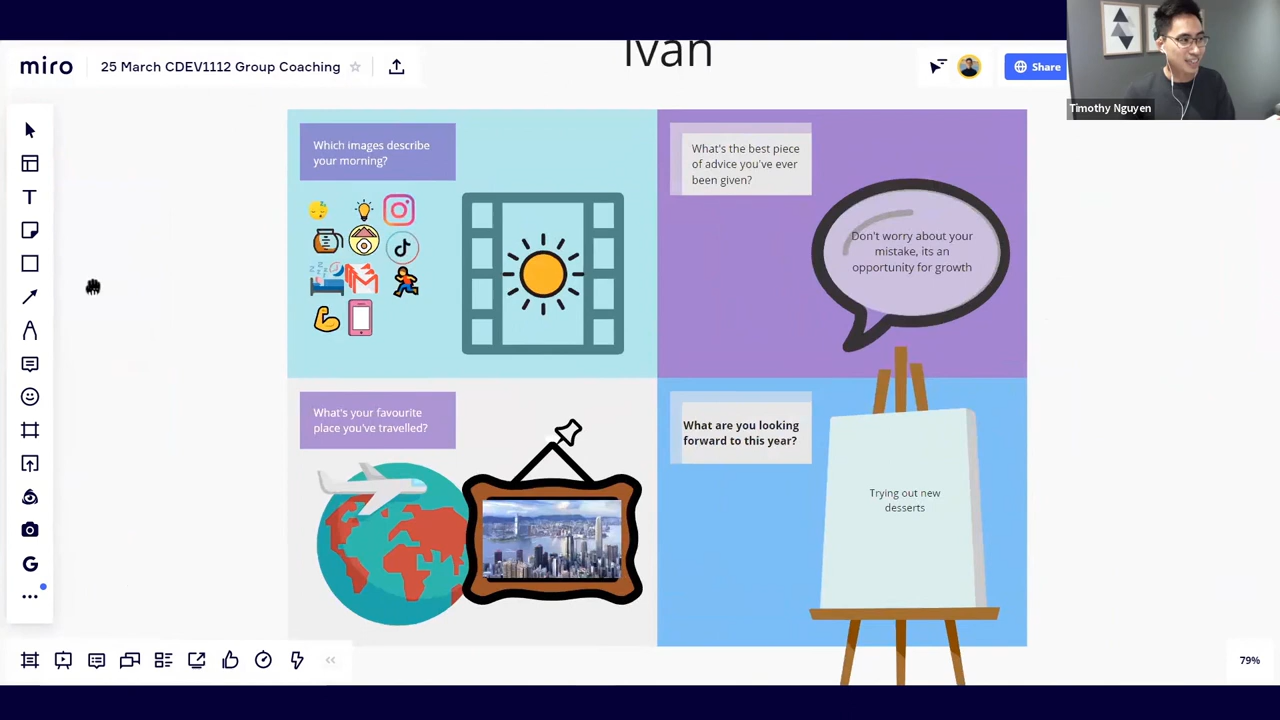 Ivan
miro
25 March CDEV1112 Group Coaching
Share
Timothy Nguyen
Which images describe
your morning?
What's the best piece
of advice you've ever
been given?
Don't worry about your
mistake, its an
opportunity for growth
What's your favourite
place you've travelled?
What are you looking
forward to this year?
Trying out new
desserts
79%